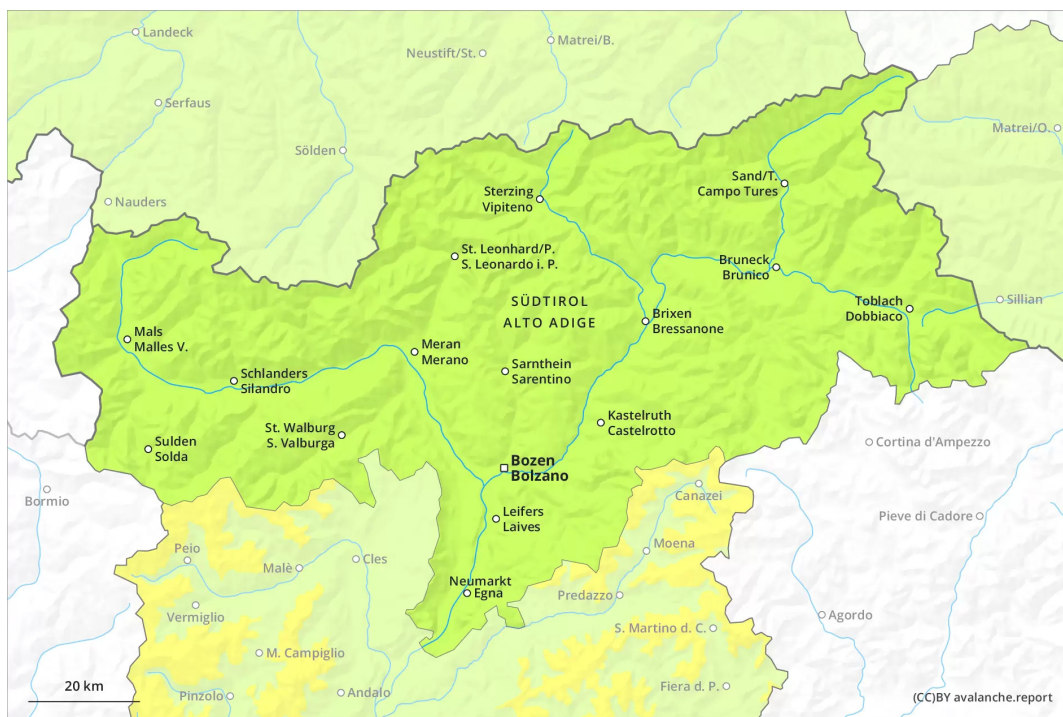 Landeck
Matrei/B.
Neustift/St.
Serfaus
Matrei/O.
Sölden
Sand/T.
Campo Tures
Sterzing
Vipiteno
Nauders
St. Leonhard/P.
S. Leonardo i. P.
Bruneck
Brunico
SÜDTIROL
ALTO ADIGE
Toblach
Dobbiaco
Sillian
Brixen
Bressanone
Mals
Malles V.
Meran
Merano
Sarnthein
Sarentino
Schlanders
Silandro
Kastelruth
Castelrotto
St. Walburg
S. Valburga
Sulden
Solda
Cortina d'Ampezzo
Bozen
Bolzano
Bormio
Canazei
Leifers
Laives
Pieve di Cadore
Peio
Moena
Malè
Cles
Neumarkt
Egna
Predazzo
Vermiglio
Agordo
S. Martino d. C.
M. Campiglio
20 km
Pinzolo
Andalo
Fiera d. P.
(CC)BY avalanche.report